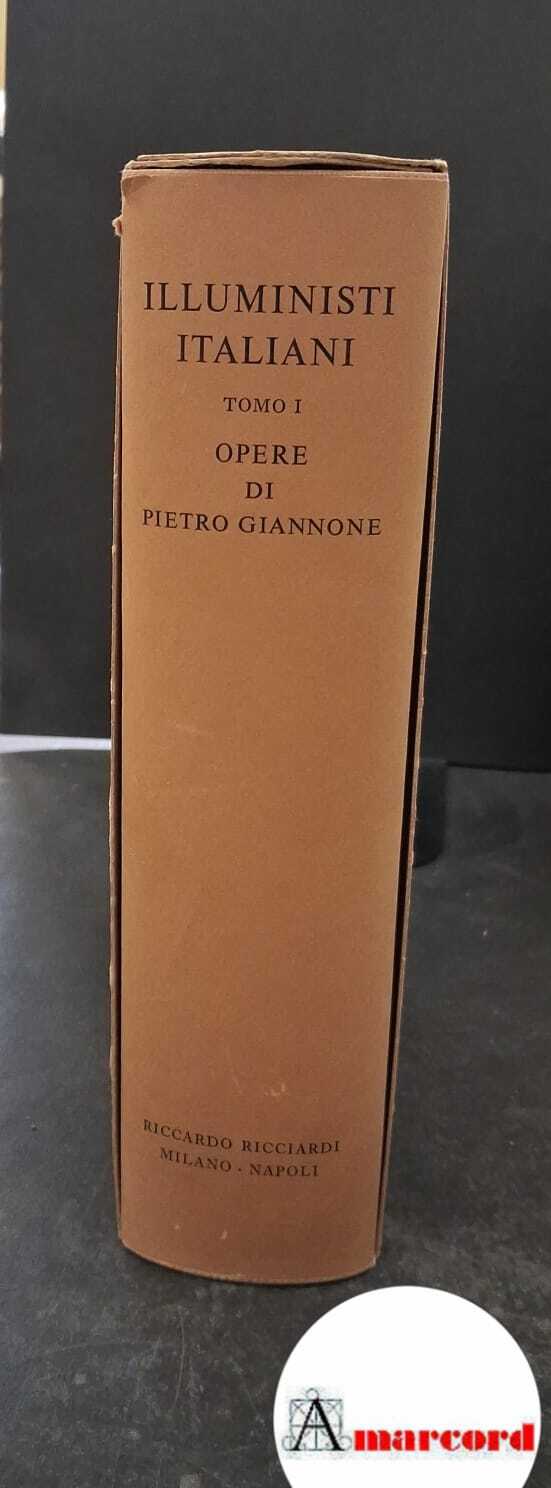 ILLUMINISTI
ITALIANI
TOMO I
OPERE
DI
PIETRO GIANNONE
RICCARDO RICCIARDI
MILANO · NAPOLI
Amarcord